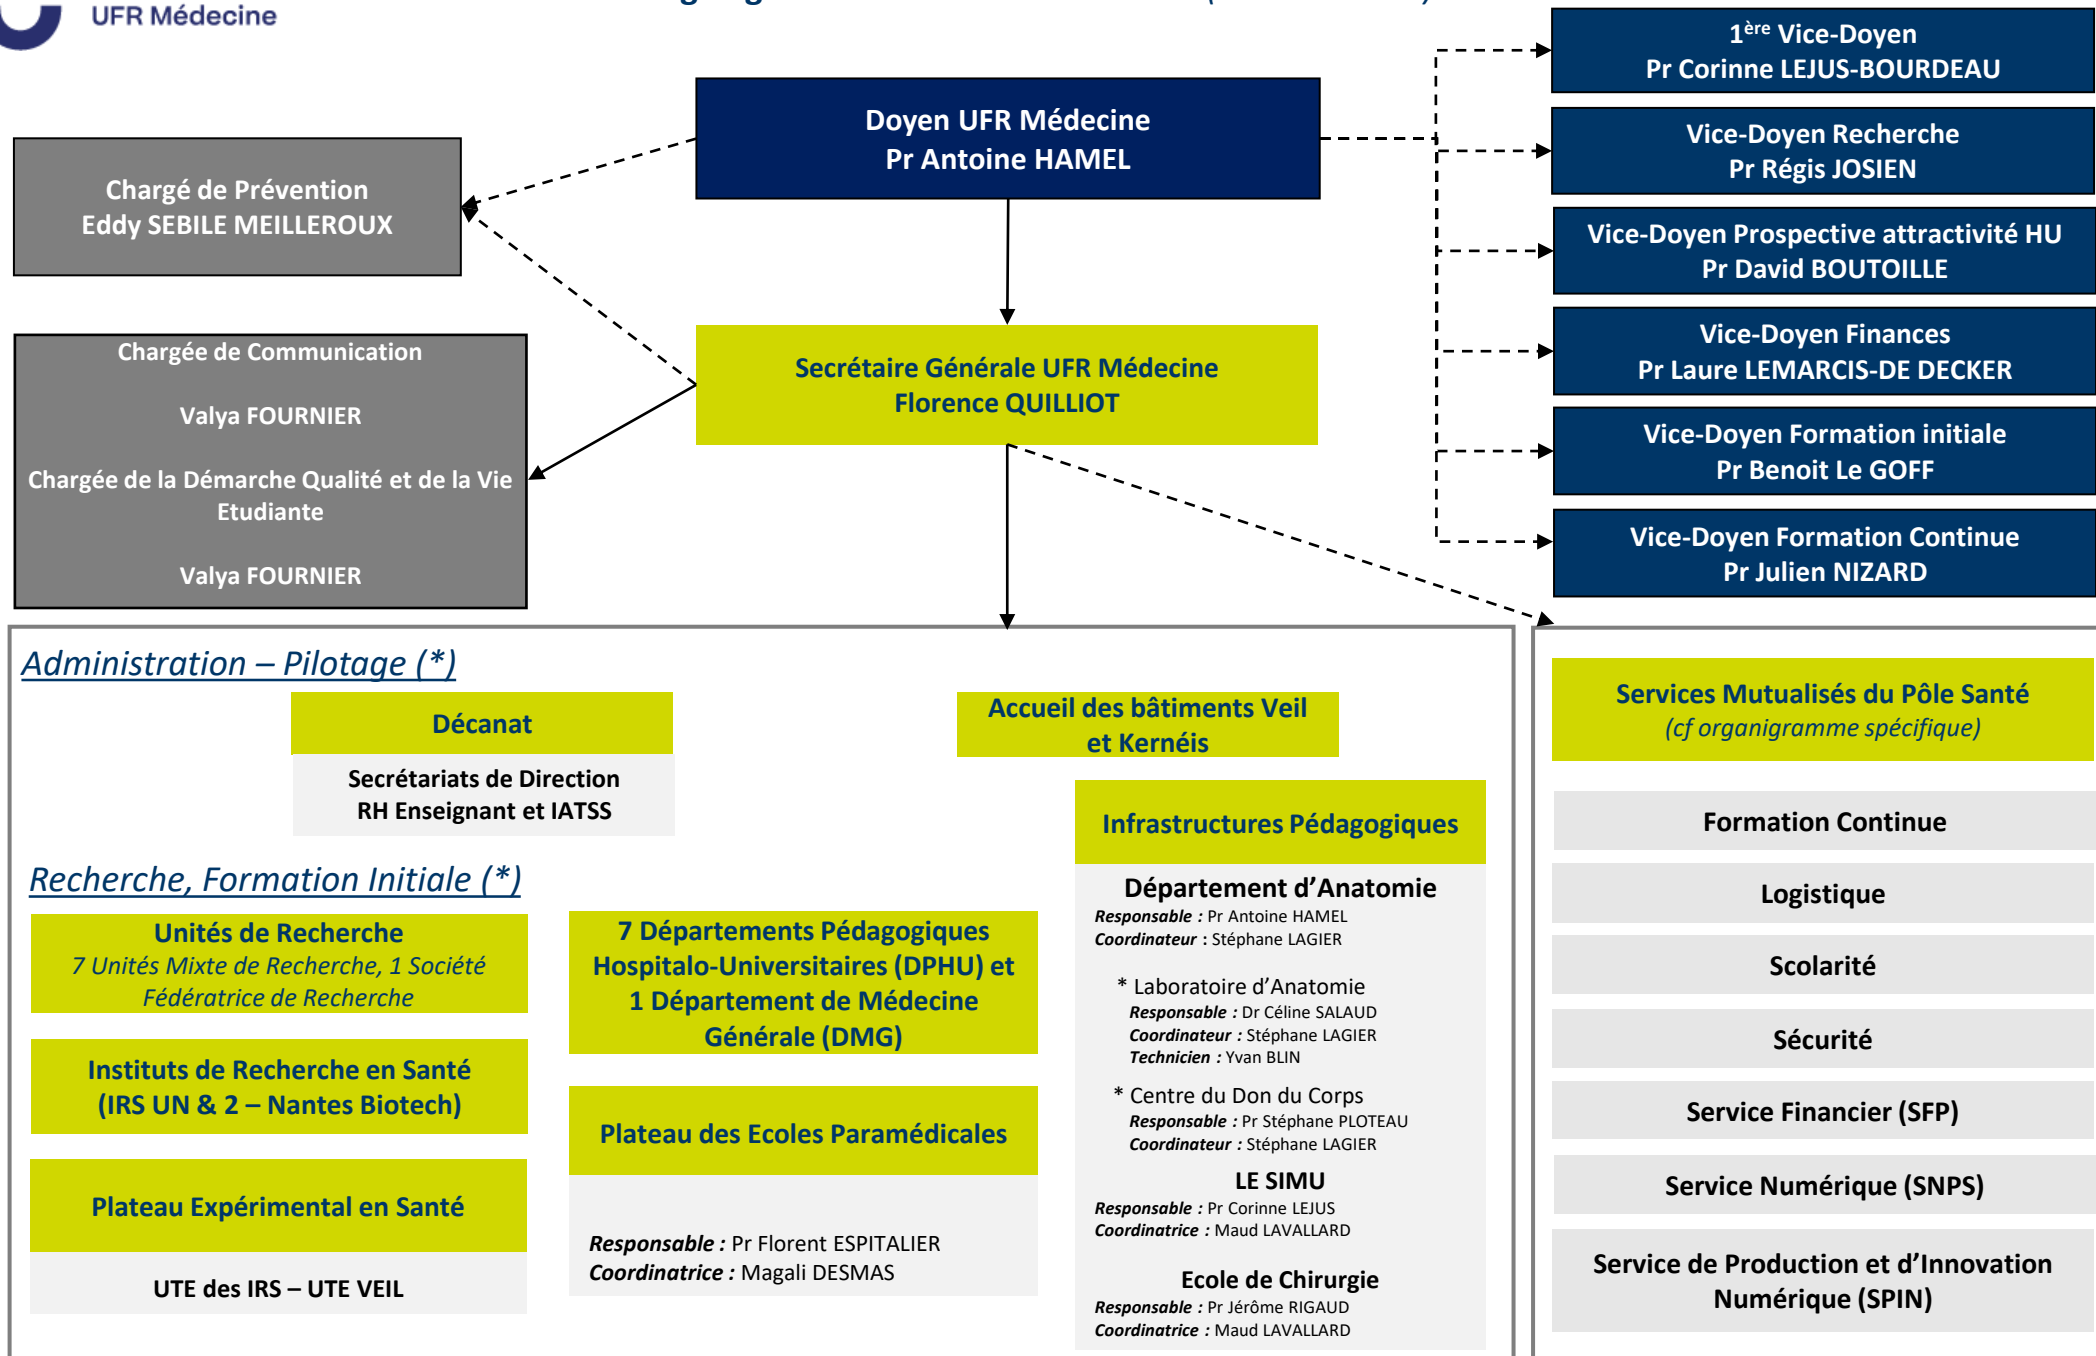 UFR Médecine
1ère Vice-Doyen
Pr Corinne LEJUS-BOURDEAU
Doyen UFR Médecine
Pr Antoine HAMEL
Vice-Doyen Recherche
Pr Régis JOSIEN
Chargé de Prévention
Eddy SEBILE MEILLEROUX
Vice-Doyen Prospective attractivité HU
Pr David BOUTOILLE
Chargée de Communication
Valya FOURNIER
Chargée de la Démarche Qualité et de la Vie
Etudiante
Valya FOURNIER
Secrétaire Générale UFR Médecine
Florence QUILLIOT
Vice-Doyen Finances
Pr Laure LEMARCIS-DE DECKER
Vice-Doyen Formation initiale
Pr Benoit Le GOFF
Vice-Doyen Formation Continue
Pr Julien NIZARD
Administration – Pilotage (*)
Décanat
Secrétariats de Direction
RH Enseignant et IATSS
Accueil des bâtiments Veil
et Kernéis
Recherche, Formation Initiale (*)
Unités de Recherche
7 Unités Mixte de Recherche, 1 Société
Fédératrice de Recherche
Instituts de Recherche en Santé
(IRS UN & 2 – Nantes Biotech)
Plateau Expérimental en Santé
UTE des IRS – UTE VEIL
7 Départements Pédagogiques
Hospitalo-Universitaires (DPHU) et
1 Département de Médecine
Générale (DMG)
Plateau des Ecoles Paramédicales
Responsable : Pr Florent ESPITALIER
Coordinatrice : Magali DESMAS
Infrastructures Pédagogiques
Département d’Anatomie
Responsable : Pr Antoine HAMEL
Coordinateur : Stéphane LAGIER
* Laboratoire d’Anatomie
Responsable : Dr Céline SALAUD
Coordinateur : Stéphane LAGIER
Technicien : Yvan BLIN
* Centre du Don du Corps
Responsable : Pr Stéphane PLOTEAU
Coordinateur : Stéphane LAGIER
LE SIMU
Responsable : Pr Corinne LEJUS
Coordinatrice : Maud LAVALLARD
Ecole de Chirurgie
Responsable : Pr Jérôme RIGAUD
Coordinatrice : Maud LAVALLARD
Services Mutualisés du Pôle Santé
(cf organigramme spécifique)
Formation Continue
Logistique
Scolarité
Sécurité
Service Financier (SFP)
Service Numérique (SNPS)
Service de Production et d’Innovation
Numérique (SPIN)